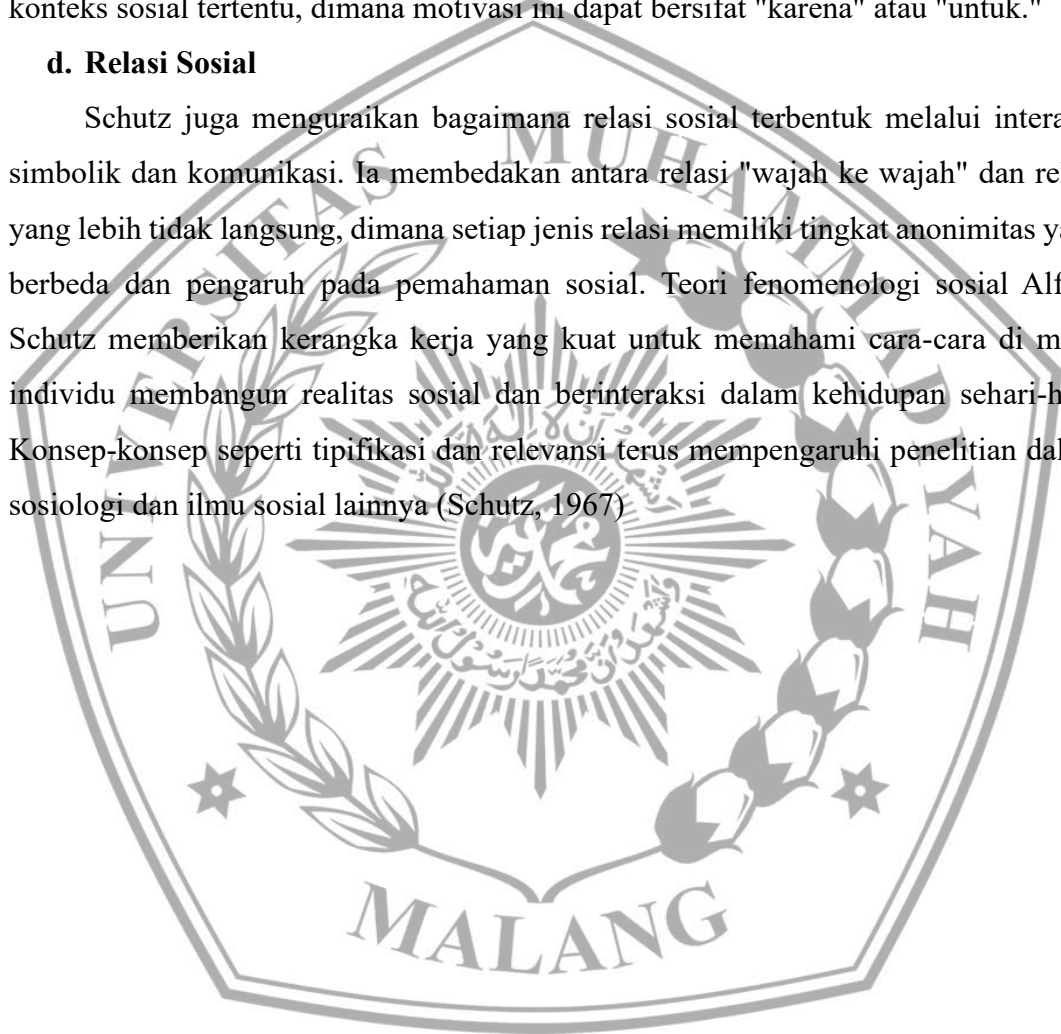 konteks sosial tertentu, dimana motivasi ini dapat bersifat "karena" atau "untuk."
d. Relasi Sosial
Schutz juga menguraikan bagaimana relasi sosial terbentuk melalui intera
simbolik dan komunikasi. Ia membedakan antara relasi "wajah ke wajah" dan re
yang lebih tidak langsung, dimana setiap jenis relasi memiliki tingkat anonimitas ya
berbeda dan pengaruh pada pemahaman sosial. Teori fenomenologi sosial Alf
Schutz memberikan kerangka kerja yang kuat untuk memahami cara-cara di m
individu membangun realitas sosial dan berinteraksi dalam kehidupan sehari-h
Konsep-konsep seperti tipifikasi dan relevansi terus mempengaruhi penelitian dal
sosiologi dan ilmu sosial lainnya (Schutz, 1967)
UNIVERSITAS MUHAMMADIYAH
MALANG